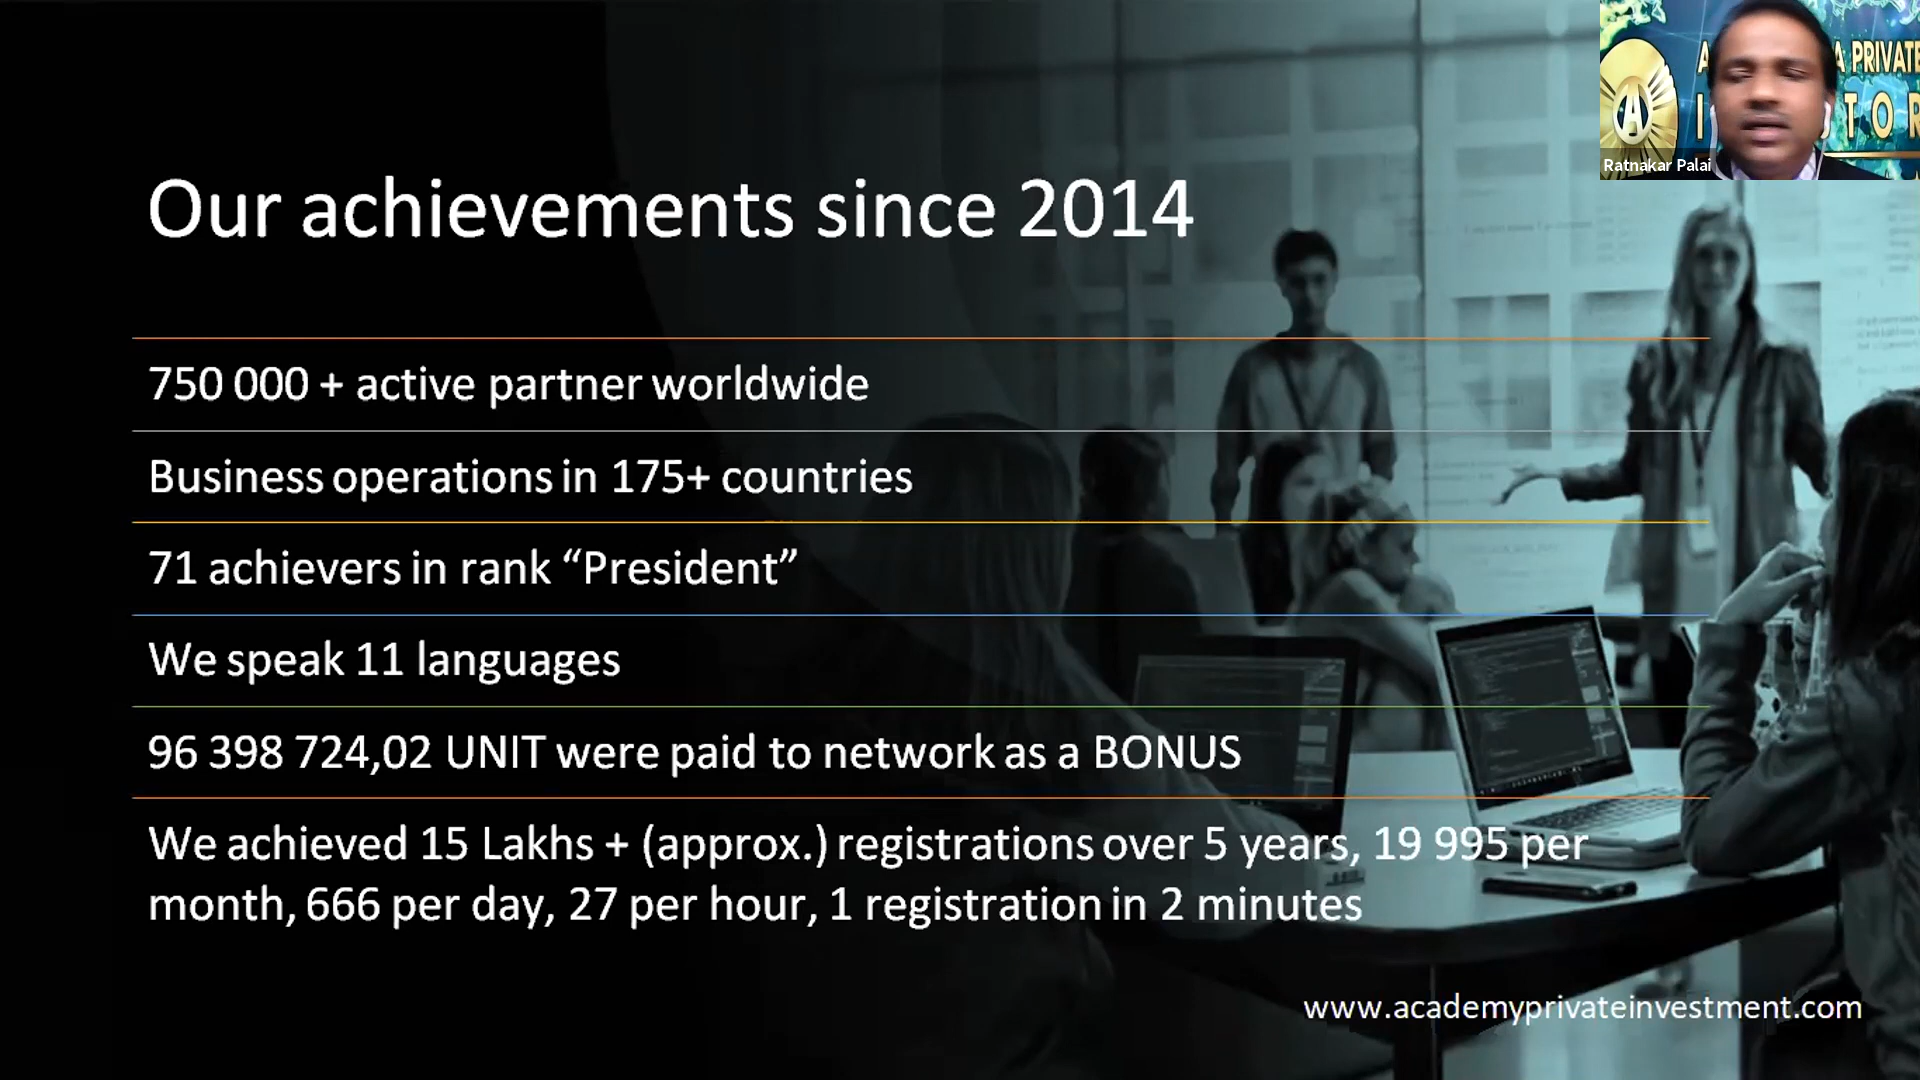 A PRIVATE
Ratnakar Palai
Our achievements since 2014
750 000 + active partner worldwide
Business operations in 175+ countries
71 achievers in rank “President”
We speak 11 languages
96 398 724,02 UNIT were paid to network as a BONUS
We achieved 15 Lakhs + (approx.) registrations over 5 years, 19 995 per
month, 666 per day, 27 per hour, 1 registration in 2 minutes
www.academyprivateinvestment.com